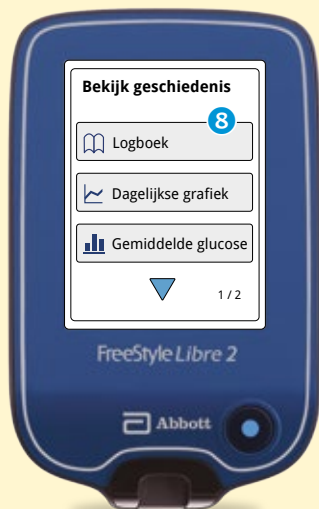 Bekijk geschiedenis
8
Logboek
Dagelijkse grafiek
Gemiddelde glucose
1 / 2
FreeStyle Libre 2
Abbott